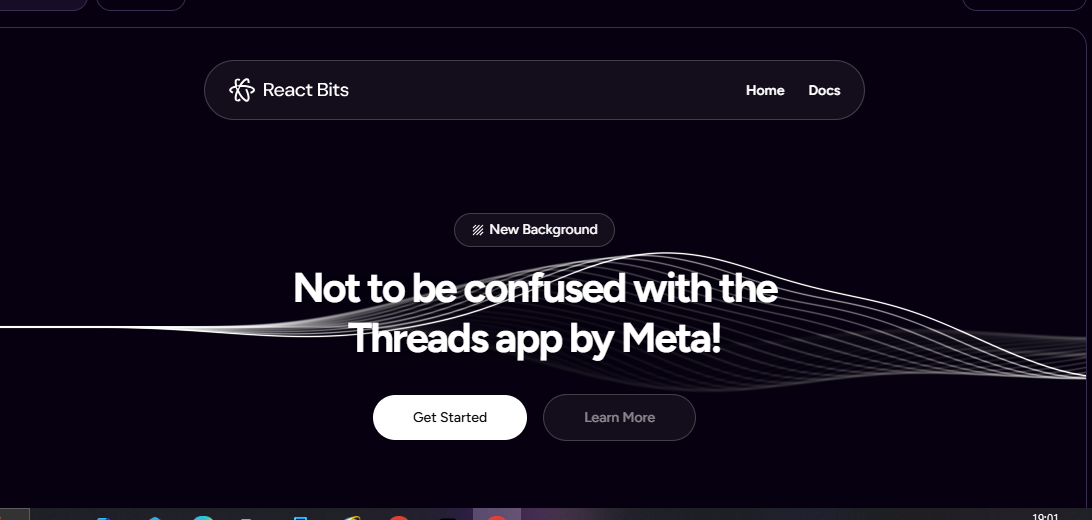 React Bits
Home
Docs
New Background
Not to be confused with the
Threads app by Meta!
Get Started
Learn More
19:01